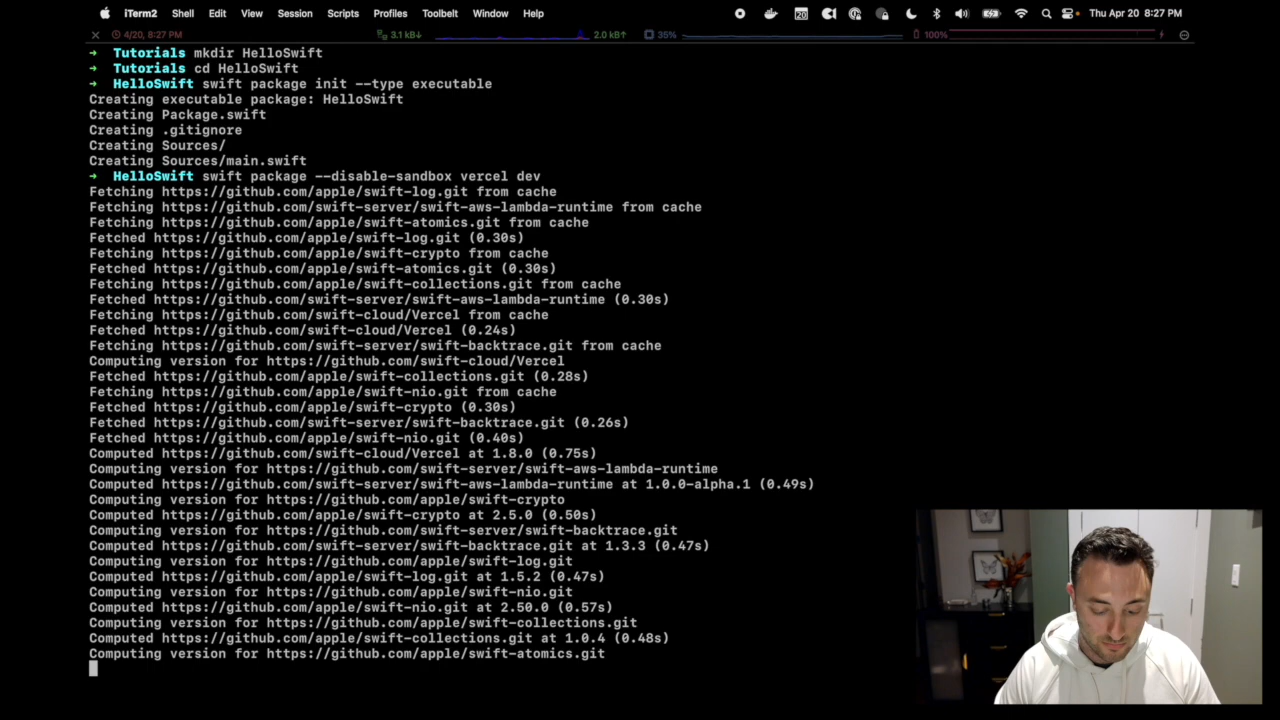 iTerm2 Shell Edit View Session Scripts Profiles Toolbelt Window Help 20 Thu Apr 20 8:27 PM
4/20, 8:27 PM 3.1 kB↓ 2.0 kB↑ 35% 100%
➜ Tutorials mkdir HelloSwift
➜ Tutorials cd HelloSwift
➜ HelloSwift swift package init --type executable
Creating executable package: HelloSwift
Creating Package.swift
Creating .gitignore
Creating Sources/
Creating Sources/main.swift
➜ HelloSwift swift package --disable-sandbox vercel dev
Fetching https://github.com/apple/swift-log.git from cache
Fetching https://github.com/swift-server/swift-aws-lambda-runtime from cache
Fetching https://github.com/apple/swift-atomics.git from cache
Fetched https://github.com/apple/swift-log.git (0.30s)
Fetching https://github.com/apple/swift-crypto from cache
Fetched https://github.com/apple/swift-atomics.git (0.30s)
Fetching https://github.com/apple/swift-collections.git from cache
Fetched https://github.com/swift-server/swift-aws-lambda-runtime (0.30s)
Fetching https://github.com/swift-cloud/Vercel from cache
Fetched https://github.com/swift-cloud/Vercel (0.24s)
Fetching https://github.com/swift-server/swift-backtrace.git from cache
Computing version for https://github.com/swift-cloud/Vercel
Fetched https://github.com/apple/swift-collections.git (0.28s)
Fetching https://github.com/apple/swift-nio.git from cache
Fetched https://github.com/apple/swift-crypto (0.30s)
Fetched https://github.com/swift-server/swift-backtrace.git (0.26s)
Fetched https://github.com/apple/swift-nio.git (0.40s)
Computed https://github.com/swift-cloud/Vercel at 1.8.0 (0.75s)
Computing version for https://github.com/swift-server/swift-aws-lambda-runtime
Computed https://github.com/swift-server/swift-aws-lambda-runtime at 1.0.0-alpha.1 (0.49s)
Computing version for https://github.com/apple/swift-crypto
Computed https://github.com/apple/swift-crypto at 2.5.0 (0.50s)
Computing version for https://github.com/swift-server/swift-backtrace.git
Computed https://github.com/swift-server/swift-backtrace.git at 1.3.3 (0.47s)
Computing version for https://github.com/apple/swift-log.git
Computed https://github.com/apple/swift-log.git at 1.5.2 (0.47s)
Computing version for https://github.com/apple/swift-nio.git
Computed https://github.com/apple/swift-nio.git at 2.50.0 (0.57s)
Computing version for https://github.com/apple/swift-collections.git
Computed https://github.com/apple/swift-collections.git at 1.0.4 (0.48s)
Computing version for https://github.com/apple/swift-atomics.git